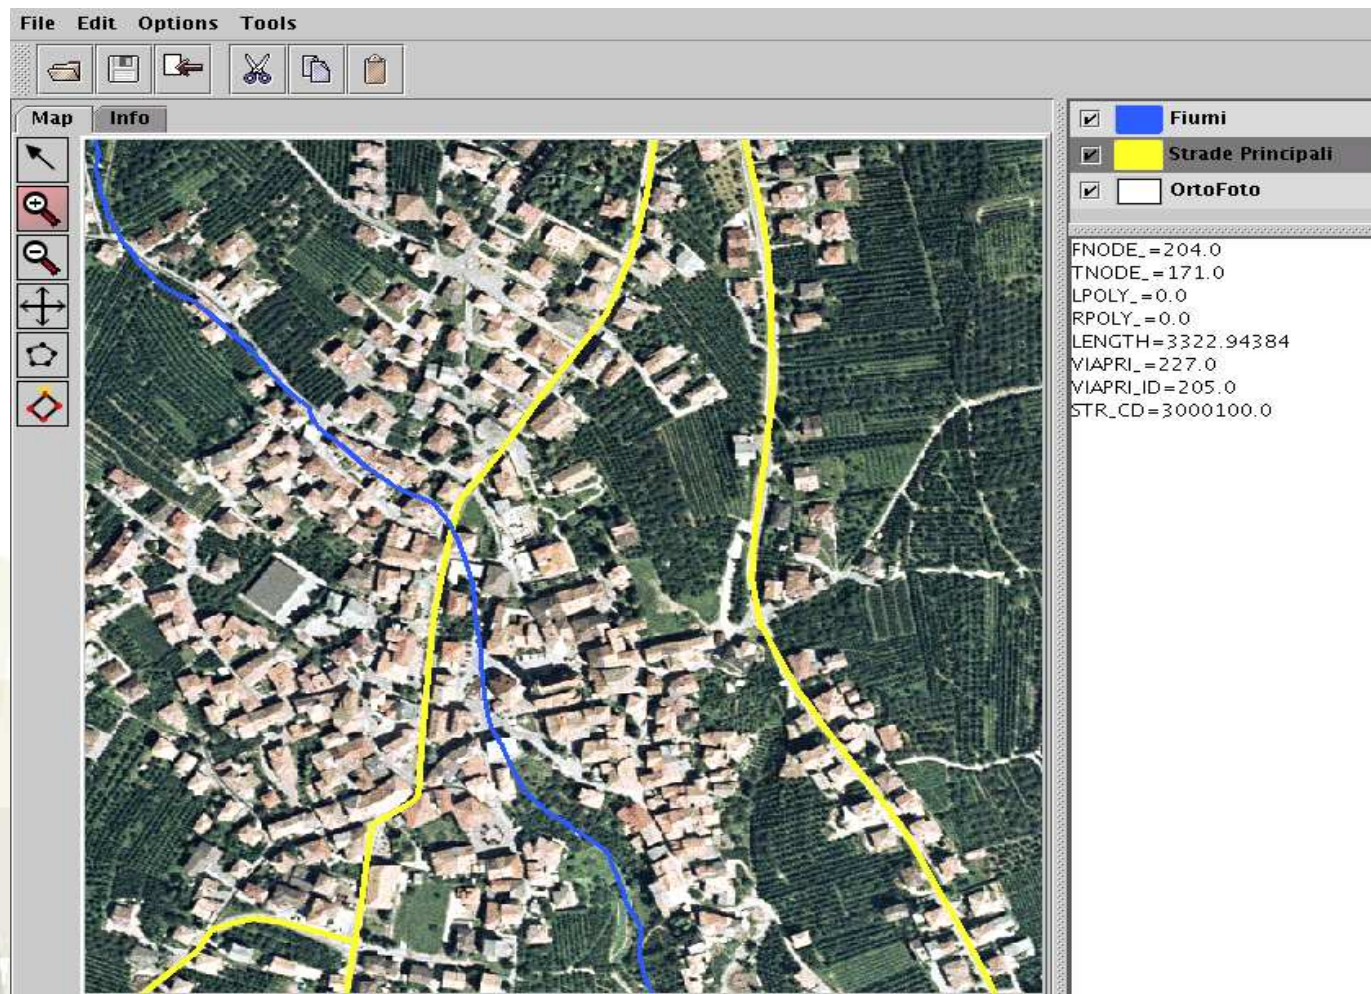 File Edit Options Tools
Map Info
Fiumi
Strade Principali
OrtoFoto
FNODE_=204.0
TNODE_=171.0
LPOLY_=0.0
RPOLY_=0.0
LENGTH=3322.94384
VIAPRI_=227.0
VIAPRI_ID=205.0
STR_CD=3000100.0